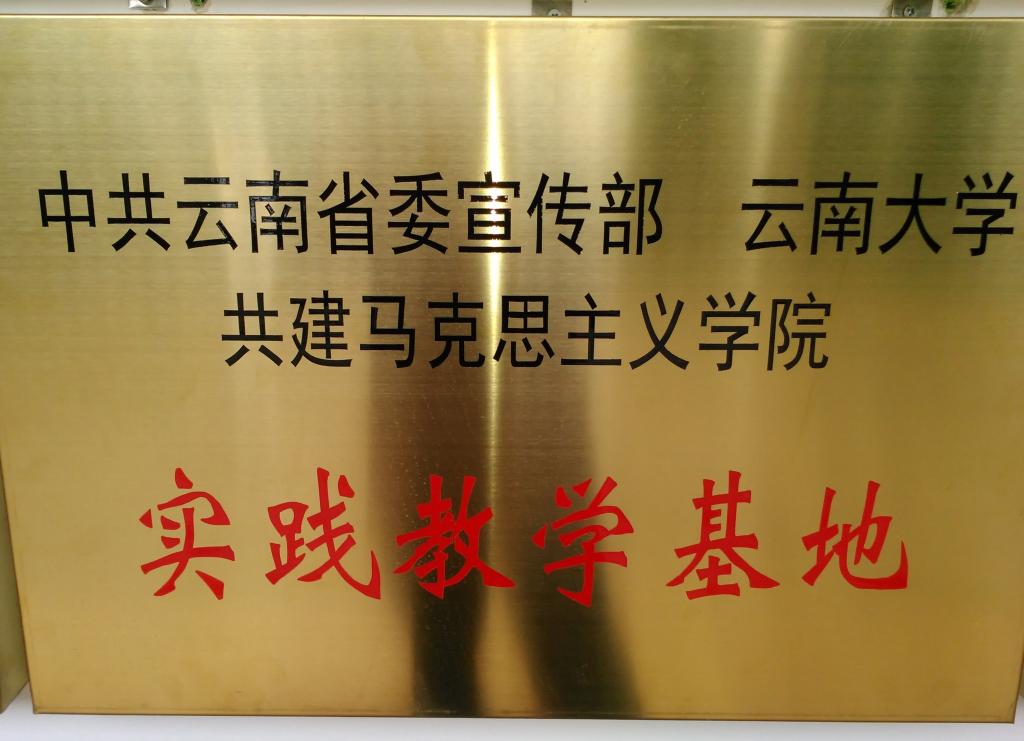 中共云南省委宣传部 云南大学
共建马克思主义学院
实践教学基地